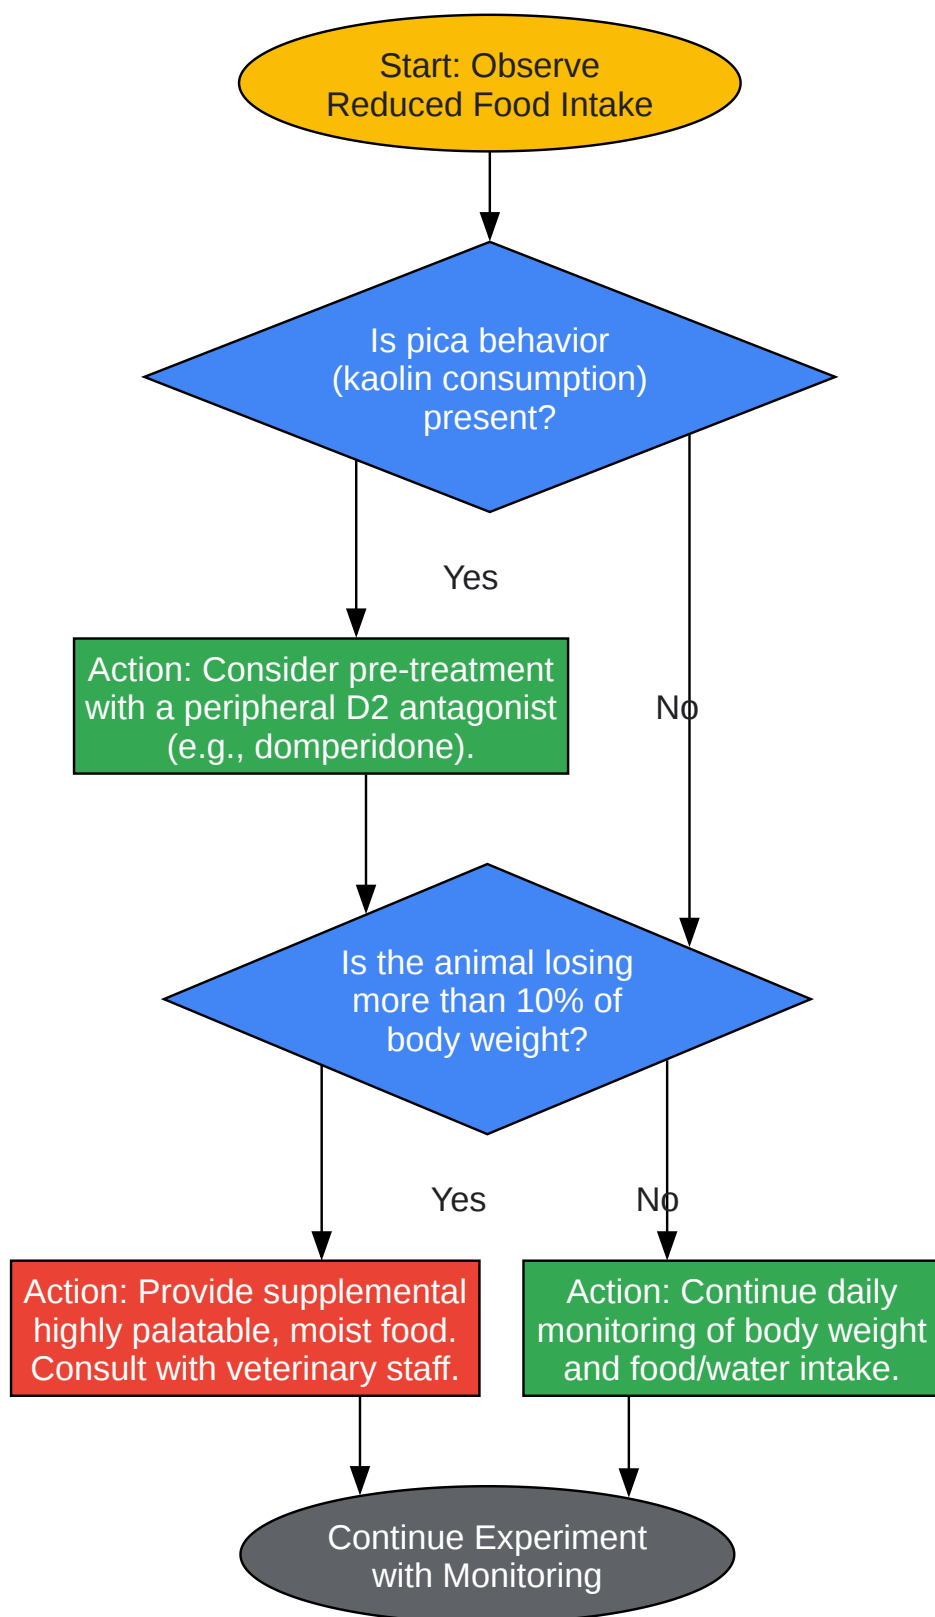 Start: Observe
Reduced Food Intake
Is pica behavior
(kaolin consumption)
present?
Yes
Action: Consider pre-treatment
with a peripheral D2 antagonist
(e.g., domperidone).
No
Is the animal losing
more than 10% of
body weight?
Yes
No
Action: Provide supplemental
highly palatable, moist food.
Consult with veterinary staff.
Action: Continue daily
monitoring of body weight
and food/water intake.
Continue Experiment
with Monitoring